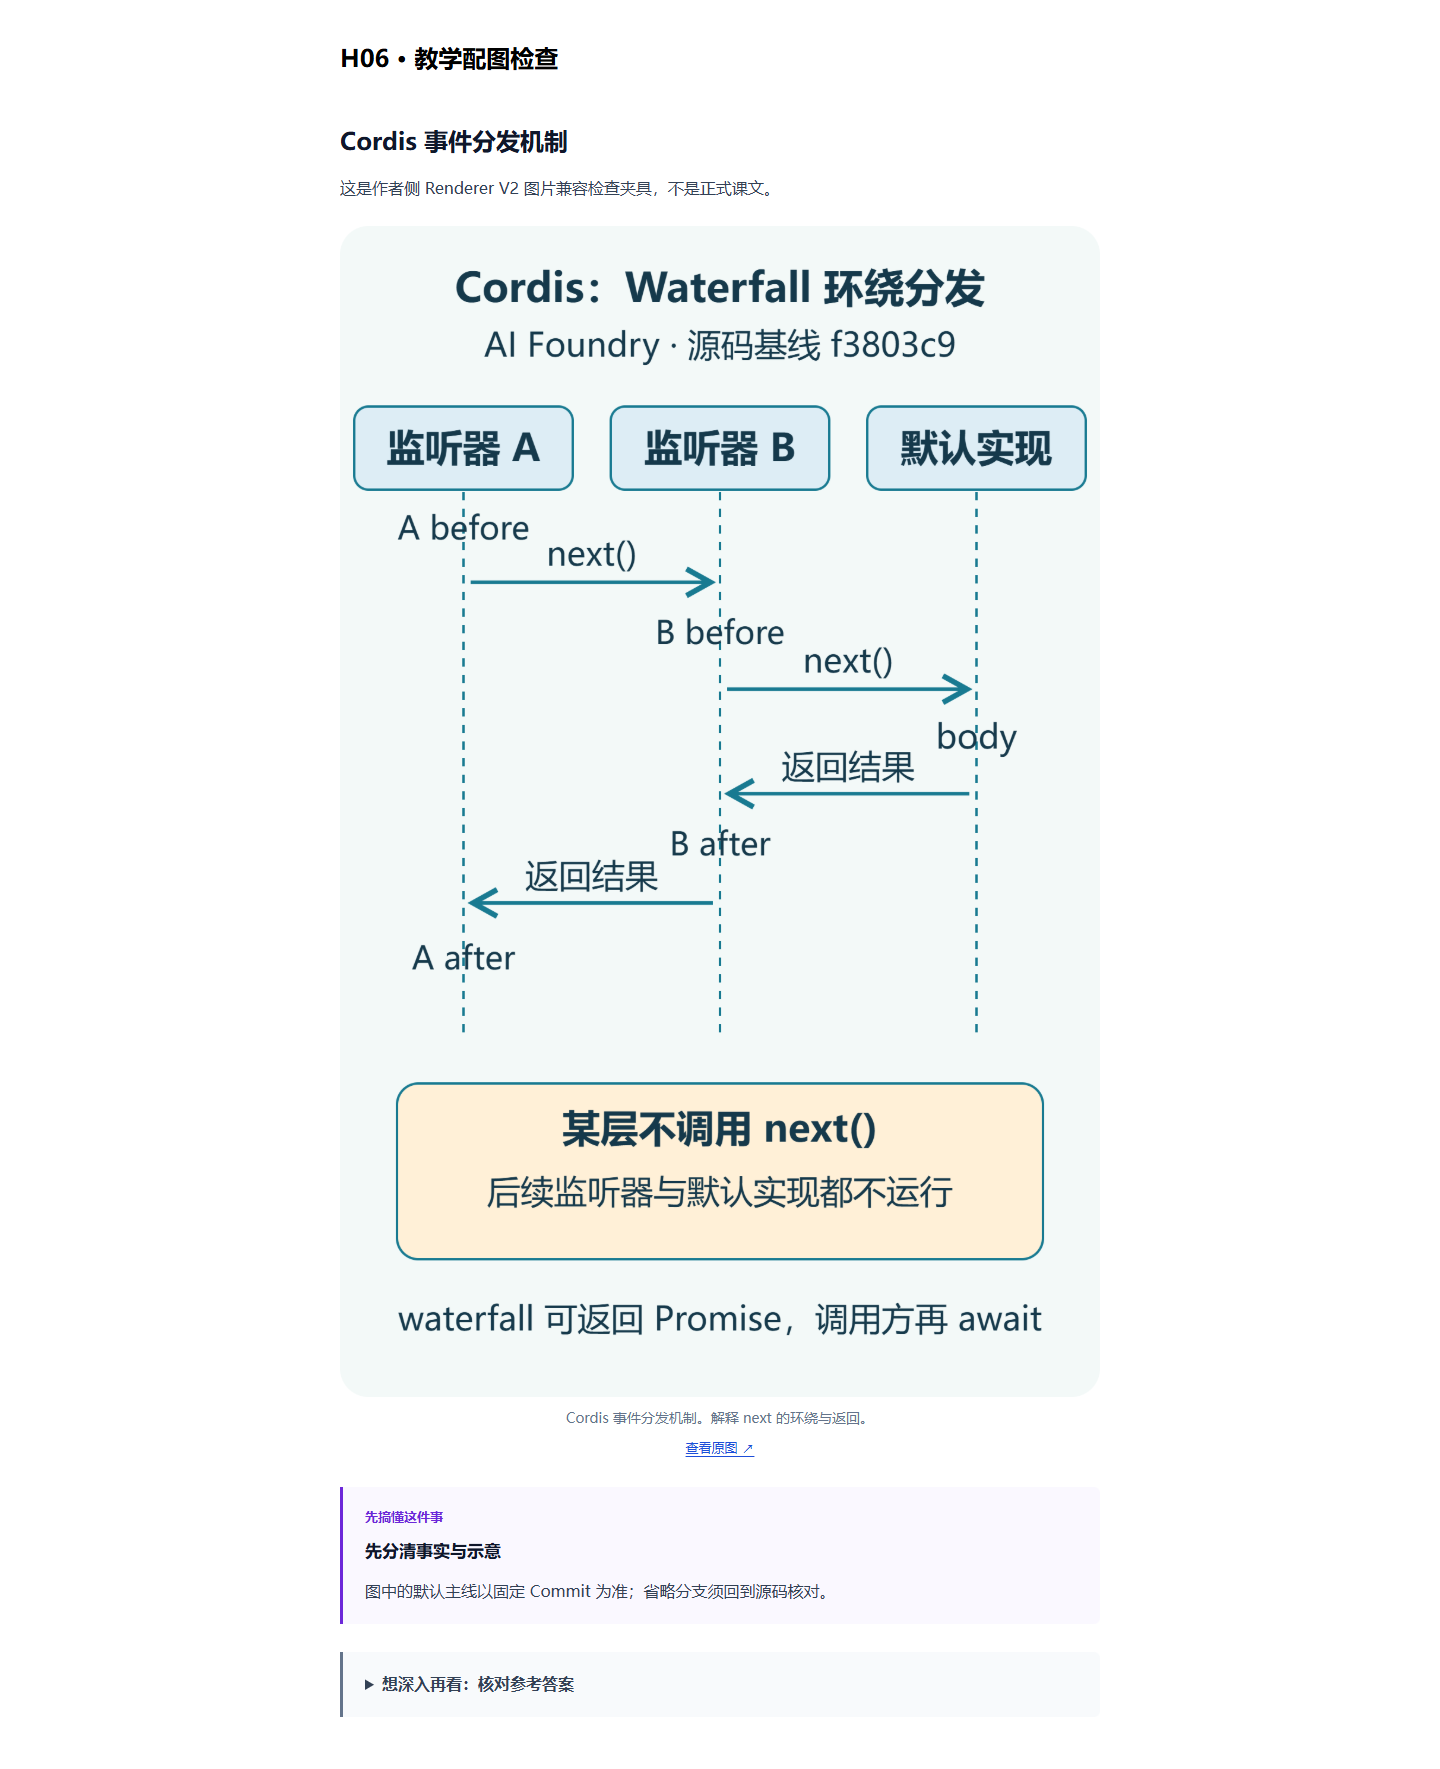 H06 · 教学配图检查
Cordis 事件分发机制
这是作者侧 Renderer V2 图片兼容检查夹具，不是正式课文。
Cordis：Waterfall 环绕分发
AI Foundry · 源码基线 f3803c9
监听器 A
监听器 B
默认实现
A before
next()
B before
next()
body
返回结果
B after
返回结果
A after
某层不调用 next()
后续监听器与默认实现都不运行
waterfall 可返回 Promise，调用方再 await
Cordis 事件分发机制。解释 next 的环绕与返回。
查看原图 ↗
先搞懂这件事
先分清事实与示意
图中的默认主线以固定 Commit 为准；省略分支须回到源码核对。
▶ 想深入再看：核对参考答案